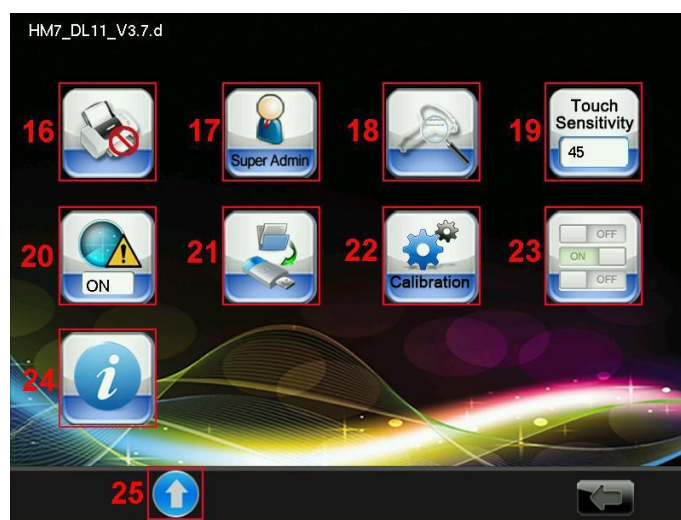 HM7_DL11_V3.7.d
16
17
Super Admin
18
19
Touch
Sensitivity
45
20
ON
21
22
Calibration
23
OFF
ON
OFF
24
i
25